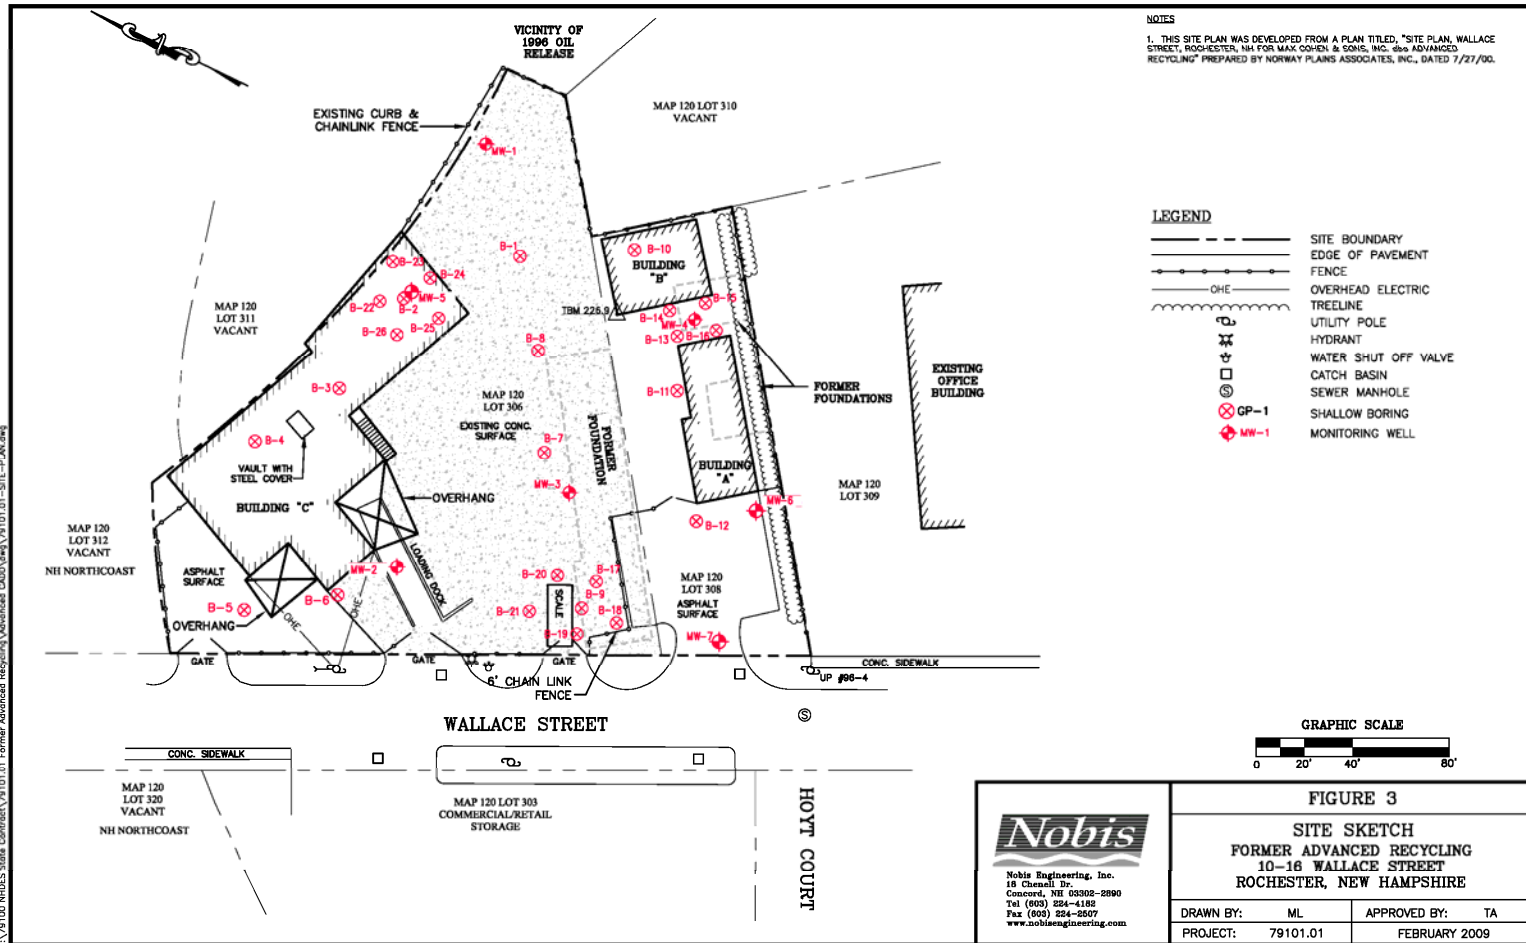 VICINITY OF
1996 OIL
RELEASE
NOTES
1. THIS SITE PLAN WAS DEVELOPED FROM A PLAN TITLED, "SITE PLAN, WALLACE
STREET, ROCHESTER, NH FOR MAX COHEN & SONS, INC. dba ADVANCED
RECYCLING" PREPARED BY NORWAY PLAINS ASSOCIATES, INC., DATED 7/27/00.
EXISTING CURB &
CHAINLINK FENCE
MAP 120 LOT 310
VACANT
MW-1
B-1
B-10
BUILDING
"B"
B-23
B-24
MW-5
B-22
B-2
B-25
B-26
MAP 120
LOT 311
VACANT
TBM 226.9
B-14
B-15
MW-4
B-13
B-16
B-8
B-3
B-11
MAP 120
LOT 306
EXISTING CONC.
SURFACE
FORMER
FOUNDATION
FORMER
FOUNDATIONS
EXISTING
OFFICE
BUILDING
B-4
B-7
VAULT WITH
STEEL COVER
BUILDING
"A"
MAP 120
LOT 309
BUILDING "C"
OVERHANG
MW-3
MW-6
B-12
MAP 120
LOT 312
VACANT
NH NORTHCOAST
ASPHALT
SURFACE
MW-2
LOADING DOCK
B-20
B-17
MAP 120
LOT 308
ASPHALT
SURFACE
B-5
B-6
OVERHANG
OHE
OHE
B-21
SCALE
B-9
B-18
B-19
MW-7
GATE
GATE
GATE
CONC. SIDEWALK
6' CHAIN LINK
FENCE
UP #96-4
WALLACE STREET
CONC. SIDEWALK
MAP 120
LOT 320
VACANT
NH NORTHCOAST
MAP 120 LOT 303
COMMERCIAL/RETAIL
STORAGE
HOYT COURT
LEGEND
SITE BOUNDARY
EDGE OF PAVEMENT
FENCE
OHE OVERHEAD ELECTRIC
TREELINE
UTILITY POLE
HYDRANT
WATER SHUT OFF VALVE
CATCH BASIN
S SEWER MANHOLE
GP-1 SHALLOW BORING
MW-1 MONITORING WELL
S
GRAPHIC SCALE
0 20' 40' 80'
Nobis
Nobis Engineering, Inc.
18 Chenell Dr.
Concord, NH 03302-2890
Tel (603) 224-4182
Fax (603) 224-2507
www.nobisengineering.com
FIGURE 3
SITE SKETCH
FORMER ADVANCED RECYCLING
10-16 WALLACE STREET
ROCHESTER, NEW HAMPSHIRE
DRAWN BY: ML APPROVED BY: TA
PROJECT: 79101.01 FEBRUARY 2009